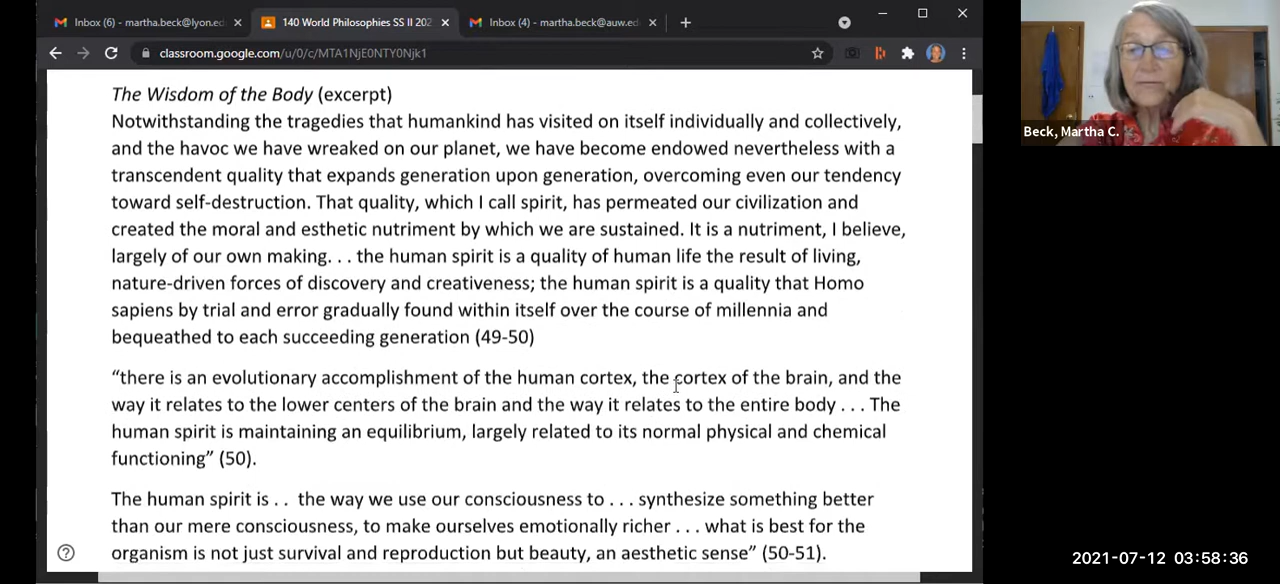 Inbox (6) - martha.beck@lyon.ed
140 World Philosophies SS II 202
Inbox (4) - martha.beck@auw.ed
classroom.google.com/u/0/c/MTA1NjE0NTY0Njk1
The Wisdom of the Body (excerpt)
Notwithstanding the tragedies that humankind has visited on itself individually and collectively,
and the havoc we have wreaked on our planet, we have become endowed nevertheless with a
transcendent quality that expands generation upon generation, overcoming even our tendency
toward self-destruction. That quality, which I call spirit, has permeated our civilization and
created the moral and esthetic nutriment by which we are sustained. It is a nutriment, I believe,
largely of our own making. . . the human spirit is a quality of human life the result of living,
nature-driven forces of discovery and creativeness; the human spirit is a quality that Homo
sapiens by trial and error gradually found within itself over the course of millennia and
bequeathed to each succeeding generation (49-50)
“there is an evolutionary accomplishment of the human cortex, the cortex of the brain, and the
way it relates to the lower centers of the brain and the way it relates to the entire body . . . The
human spirit is maintaining an equilibrium, largely related to its normal physical and chemical
functioning” (50).
The human spirit is . .  the way we use our consciousness to . . . synthesize something better
than our mere consciousness, to make ourselves emotionally richer . . . what is best for the
organism is not just survival and reproduction but beauty, an aesthetic sense” (50-51).
Beck, Martha C.
2021-07-12 03:58:36